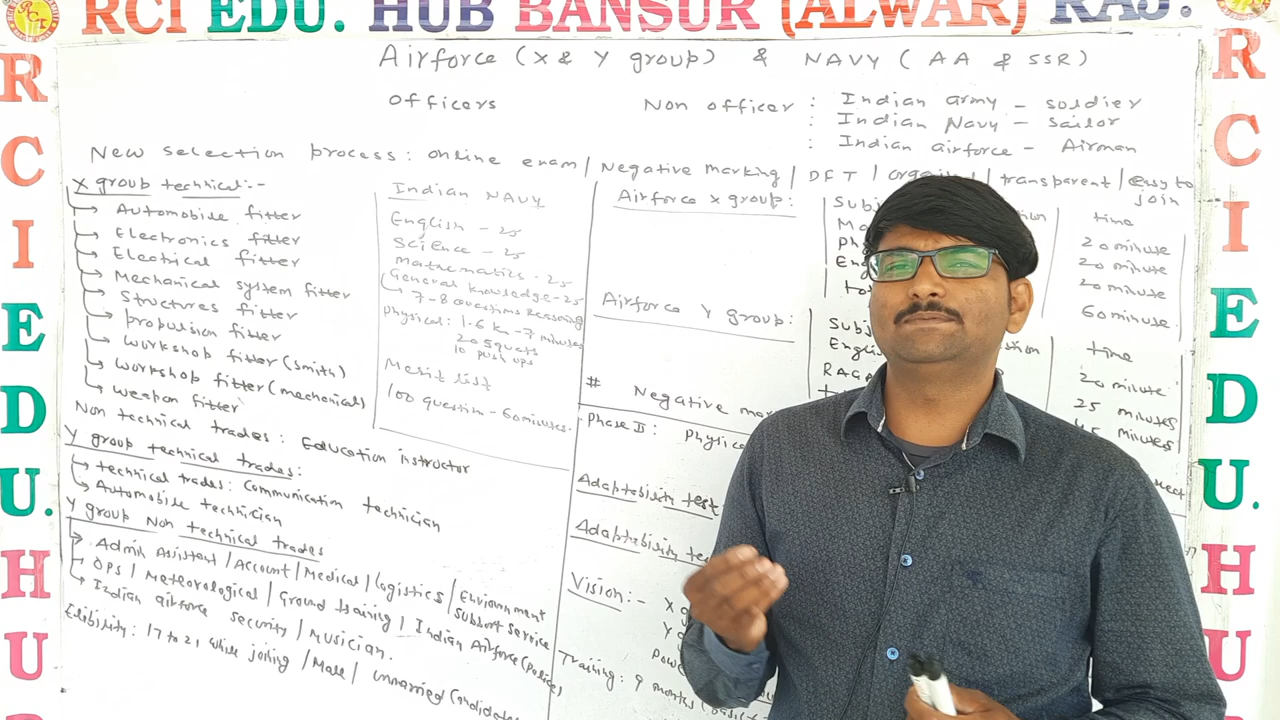 RCI EDU. HUB BANSUR (ALWAR) RAJ.
R
C
I
E
D
U.
H
U
R
C
I
E
D
U.
H
U
Airforce (X & Y group) & NAVY (AA & SSR)
officers
Non officer : Indian army - soldier
: Indian Navy - sailor
: Indian airforce - Airman
New selection process: online exam / Negative marking / DFT / / transparent / easy to
join
X group technical:-
Automobile fitter
Electronics fitter
Electrical fitter
Mechanical system fitter
Structures fitter
Propulsion fitter
Workshop fitter (smith)
Workshop fitter (mechanical)
weapon fitter
Non technical trades: Education instructor
Y group technical trades:
technical trades: Communication technician
Automobile technician
Y group Non technical trades
Admin Assistant / Account / Medical / Logistics / Enviornment
support service
OPS / Meteorological / Ground training / Indian Airforce (police)
Indian airforce security / musician.
Elibility: 17 to 21 while joining / Male / unmarried candidates
Indian NAVY
English - 25
Science - 25
mathematics - 25
General knowledge - 25
7-8 questions Reasoning
Physical: 1.6 km - 7 minutes
20 squats
10 push ups
Merit list
100 question - 60 minutes.
Airforce X group:
time
20 minute
20 minute
20 minute
60 minute.
Airforce Y group:
Eng
RAGA
time
20 minute
25 minutes
45 minutes
# Negative
Phase II:
Adaptability test
Adaptability
Vision:-
Training: 9 months